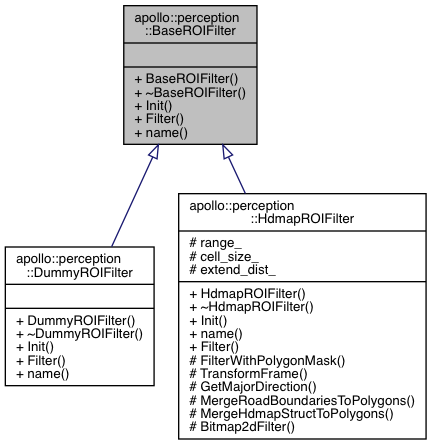 apollo::perception
::BaseROIFilter
+ BaseROIFilter()
+ ~BaseROIFilter()
+ Init()
+ Filter()
+ name()
apollo::perception
::DummyROIFilter
+ DummyROIFilter()
+ ~DummyROIFilter()
+ Init()
+ Filter()
+ name()
apollo::perception
::HdmapROIFilter
# range_
# cell_size_
# extend_dist_
+ HdmapROIFilter()
+ ~HdmapROIFilter()
+ Init()
+ name()
+ Filter()
# FilterWithPolygonMask()
# TransformFrame()
# GetMajorDirection()
# MergeRoadBoundariesToPolygons()
# MergeHdmapStructToPolygons()
# Bitmap2dFilter()